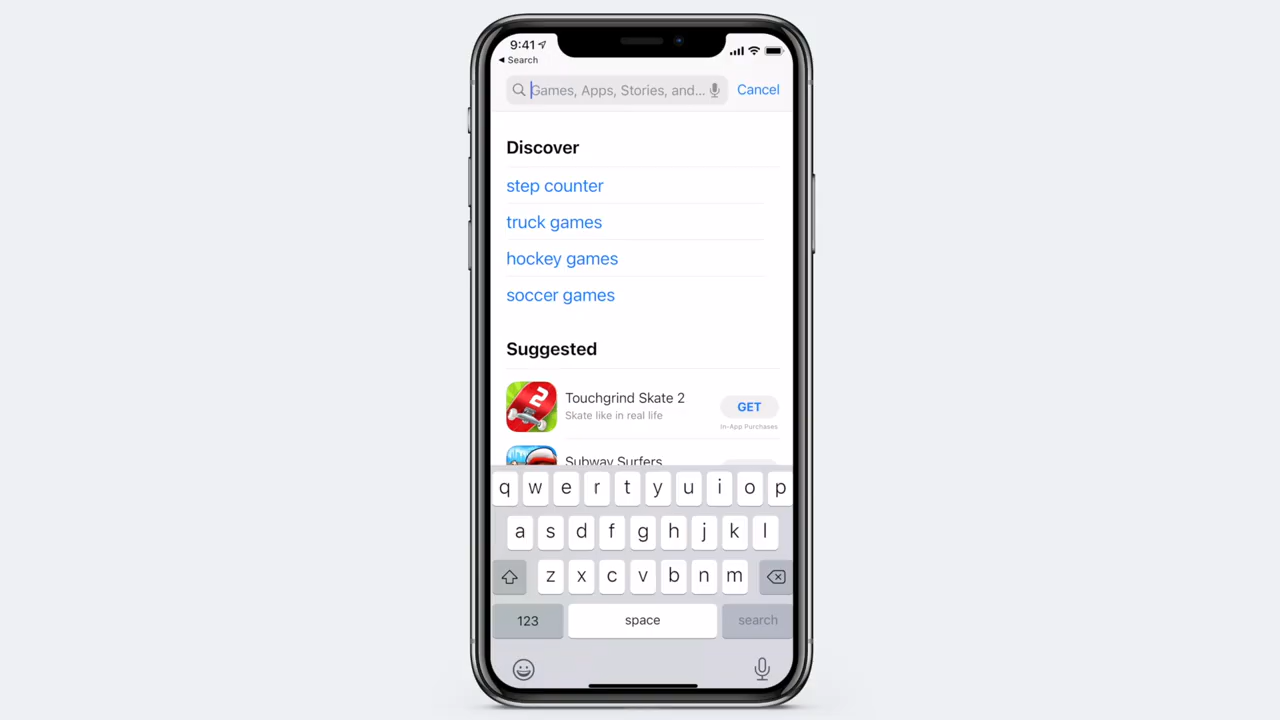 9:41
Search
Games, Apps, Stories, and...
Cancel
Discover
step counter
truck games
hockey games
soccer games
Suggested
2
Touchgrind Skate 2
Skate like in real life
GET
In-App Purchases
Subway Surfers
q w e r t y u i o p
a s d f g h j k l
z x c v b n m
123
space
search